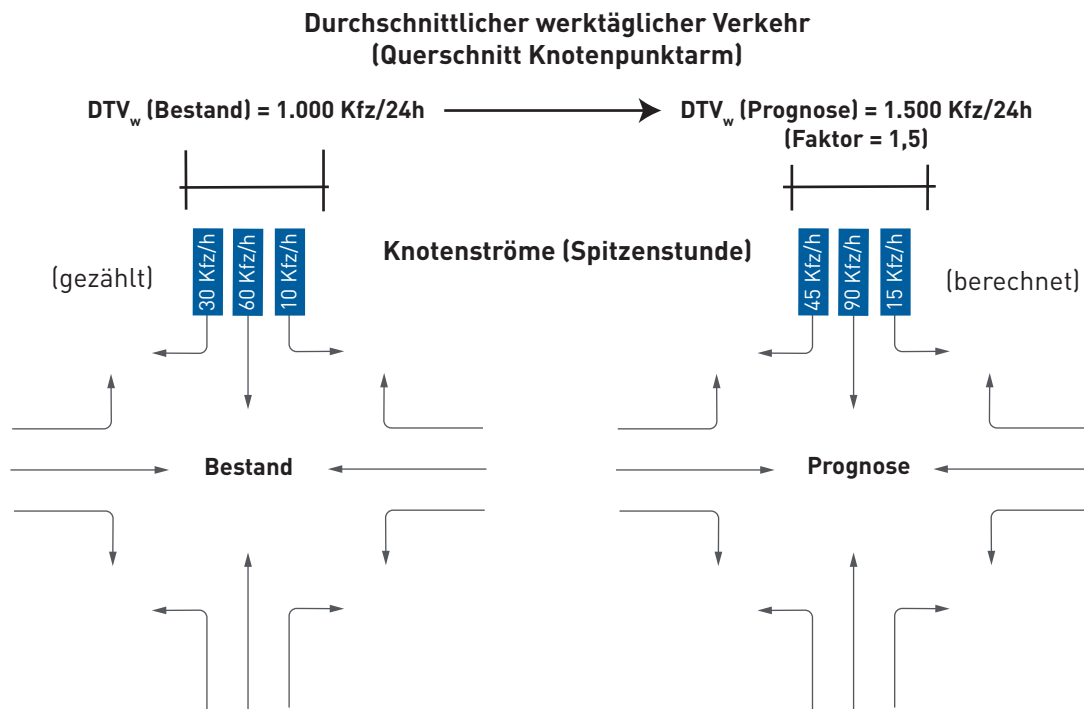 Durchschnittlicher werktäglicher Verkehr
(Querschnitt Knotenpunktarm)
DTVw (Bestand) = 1.000 Kfz/24h
DTVw (Prognose) = 1.500 Kfz/24h
(Faktor = 1,5)
(gezählt)
30 Kfz/h
60 Kfz/h
10 Kfz/h
Knotenströme (Spitzenstunde)
45 Kfz/h
90 Kfz/h
15 Kfz/h
(berechnet)
Bestand
Prognose